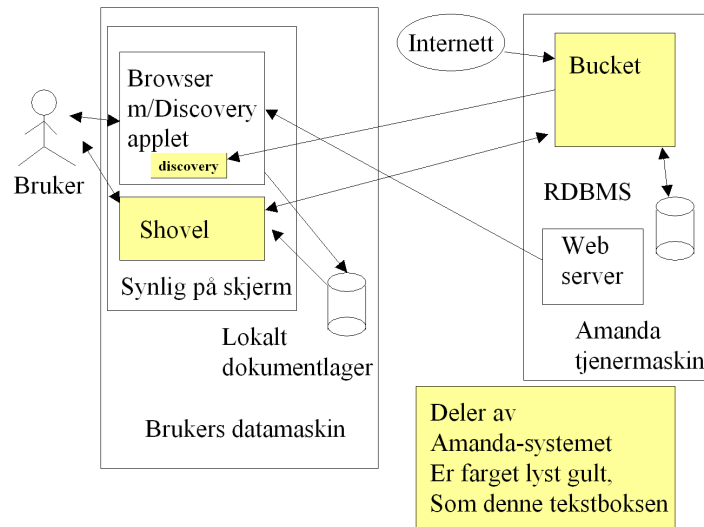 Internett
Bucket
Browser
m/Discovery
applet
discovery
Bruker
Shovel
RDBMS
Web
server
Synlig på skjerm
Lokalt
dokumentlager
Amanda
tjenermaskin
Brukers datamaskin
Deler av
Amanda-systemet
Er farget lyst gult,
Som denne tekstboksen